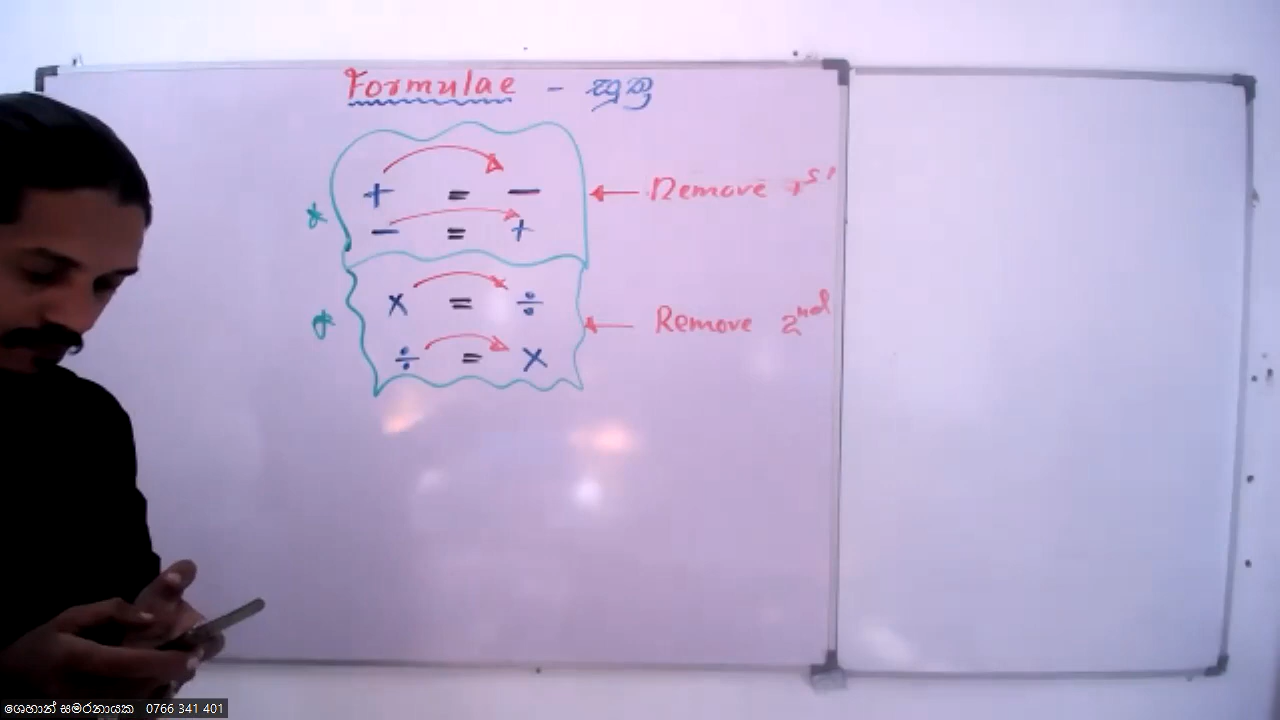 Formulae - සූත්‍ර
+ = -
Remove 1st
- = +
× = ÷
Remove 2nd
÷ = ×
ශෙහාන් සමරනායක 0766 341 401